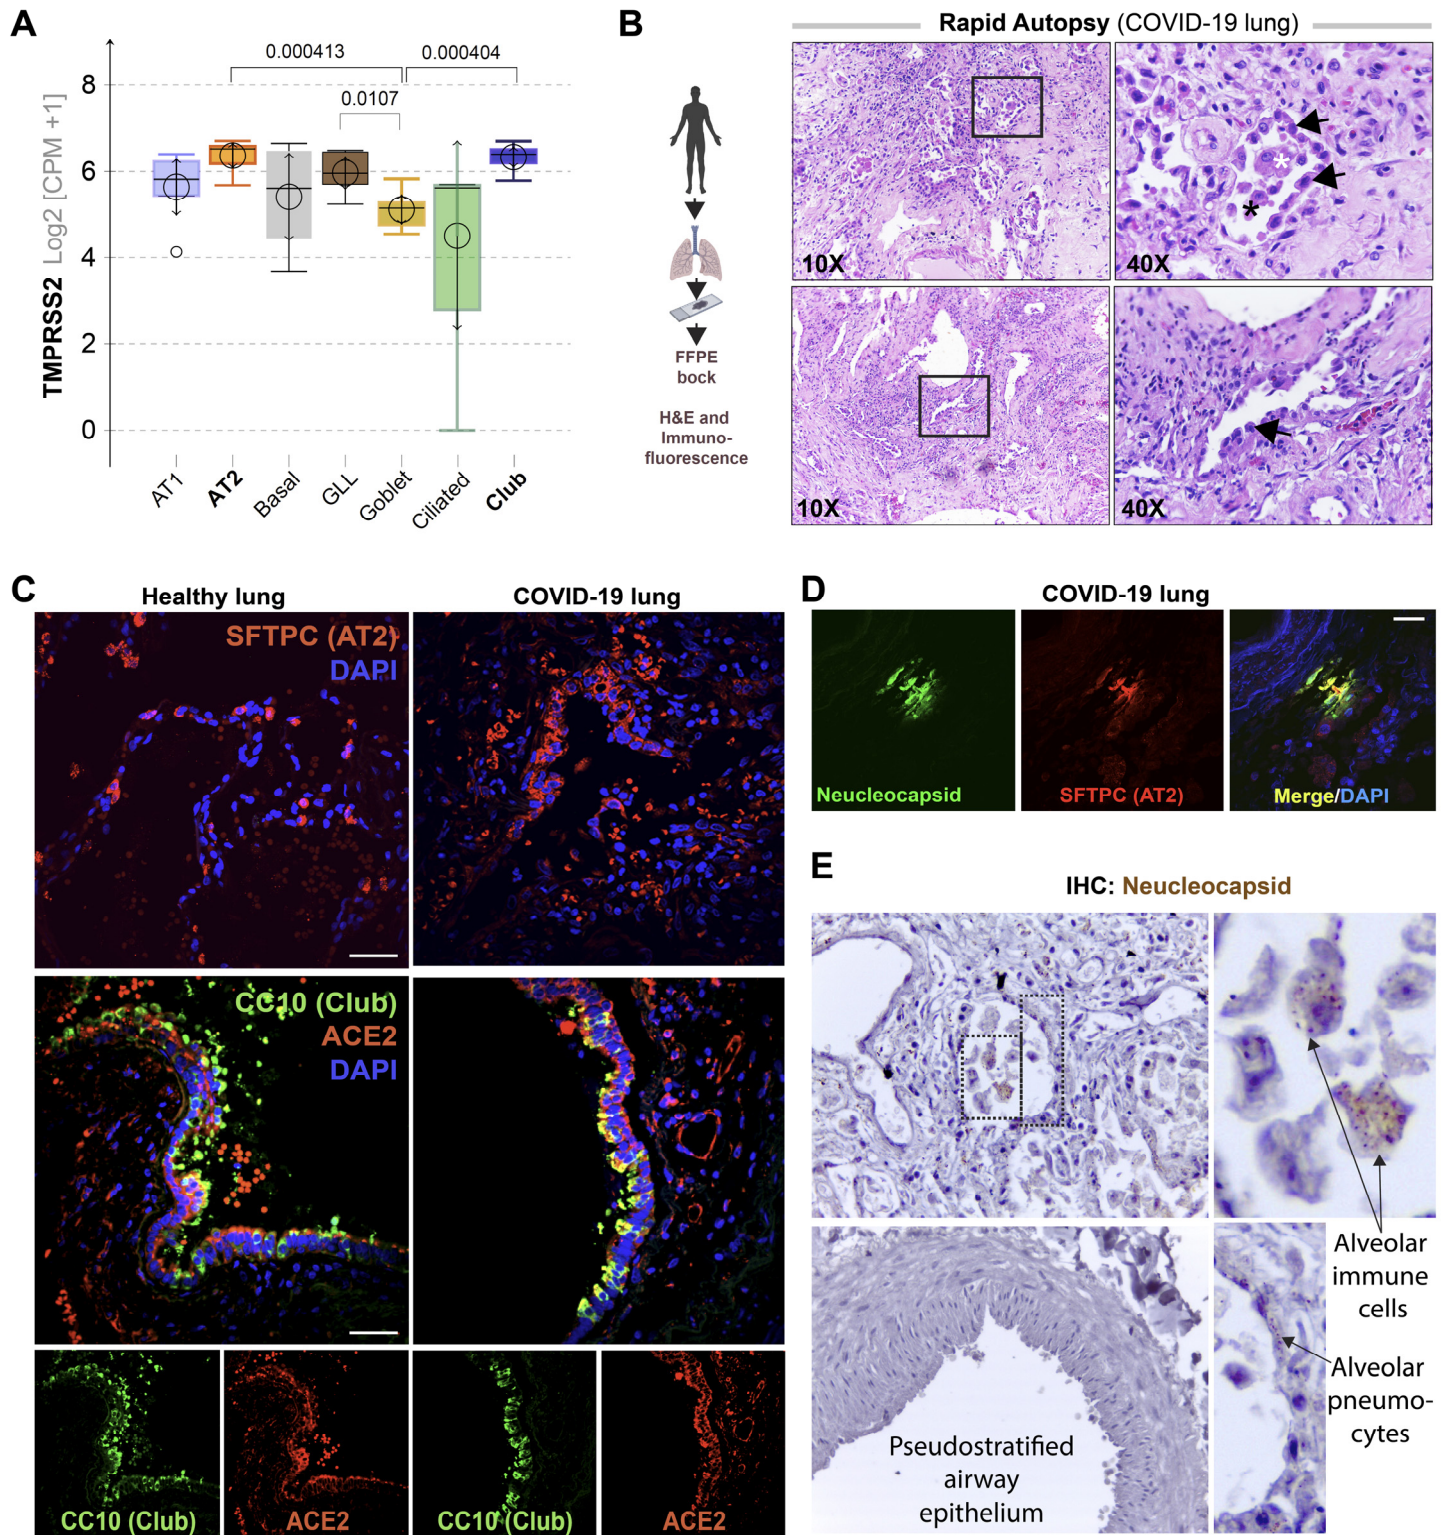 A
TMPRSS2 Log2 [CPM +1]
8
6
4
2
0
0.000413
0.000404
0.0107
AT1
AT2
Basal
GLL
Goblet
Ciliated
Club
B
Rapid Autopsy (COVID-19 lung)
FFPE
bock
H&E and
Immuno-
fluorescence
10X
*
*
40X
10X
40X
C
Healthy lung
COVID-19 lung
SFTPC (AT2)
DAPI
CC10 (Club)
ACE2
DAPI
CC10 (Club)
ACE2
CC10 (Club)
ACE2
D
COVID-19 lung
Neucleocapsid
SFTPC (AT2)
Merge/DAPI
E
IHC: Neucleocapsid
Alveolar
immune
cells
Alveolar
pneumo-
cytes
Pseudostratified
airway
epithelium